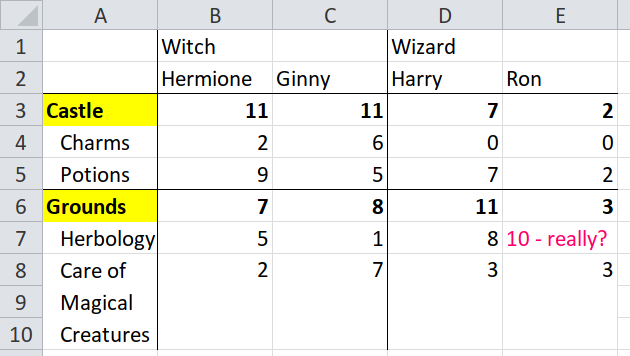 A B C D E
1 Witch Wizard
2 Hermione Ginny Harry Ron
3 Castle 11 11 7 2
4 Charms 2 6 0 0
5 Potions 9 5 7 2
6 Grounds 7 8 11 3
7 Herbology 5 1 8 10 - really?
8 Care of 2 7 3 3
9 Magical
10 Creatures